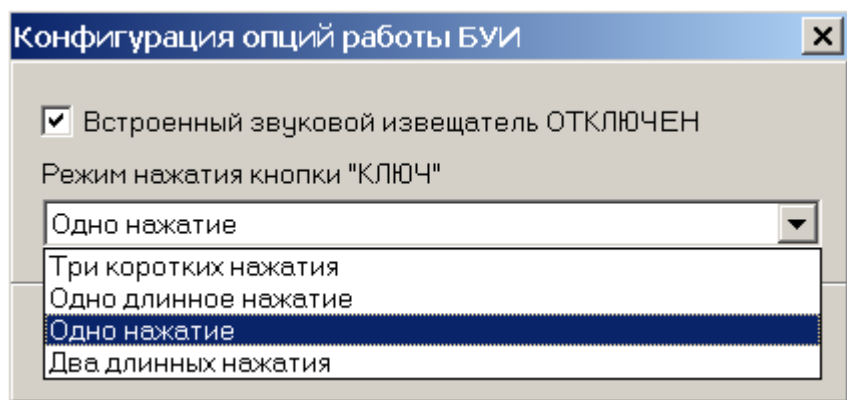 Конфигурация опций работы БУИ
Встроенный звуковой извещатель ОТКЛЮЧЕН
Режим нажатия кнопки "КЛЮЧ"
Одно нажатие
Три коротких нажатия
Одно длинное нажатие
Одно нажатие
Два длинных нажатия